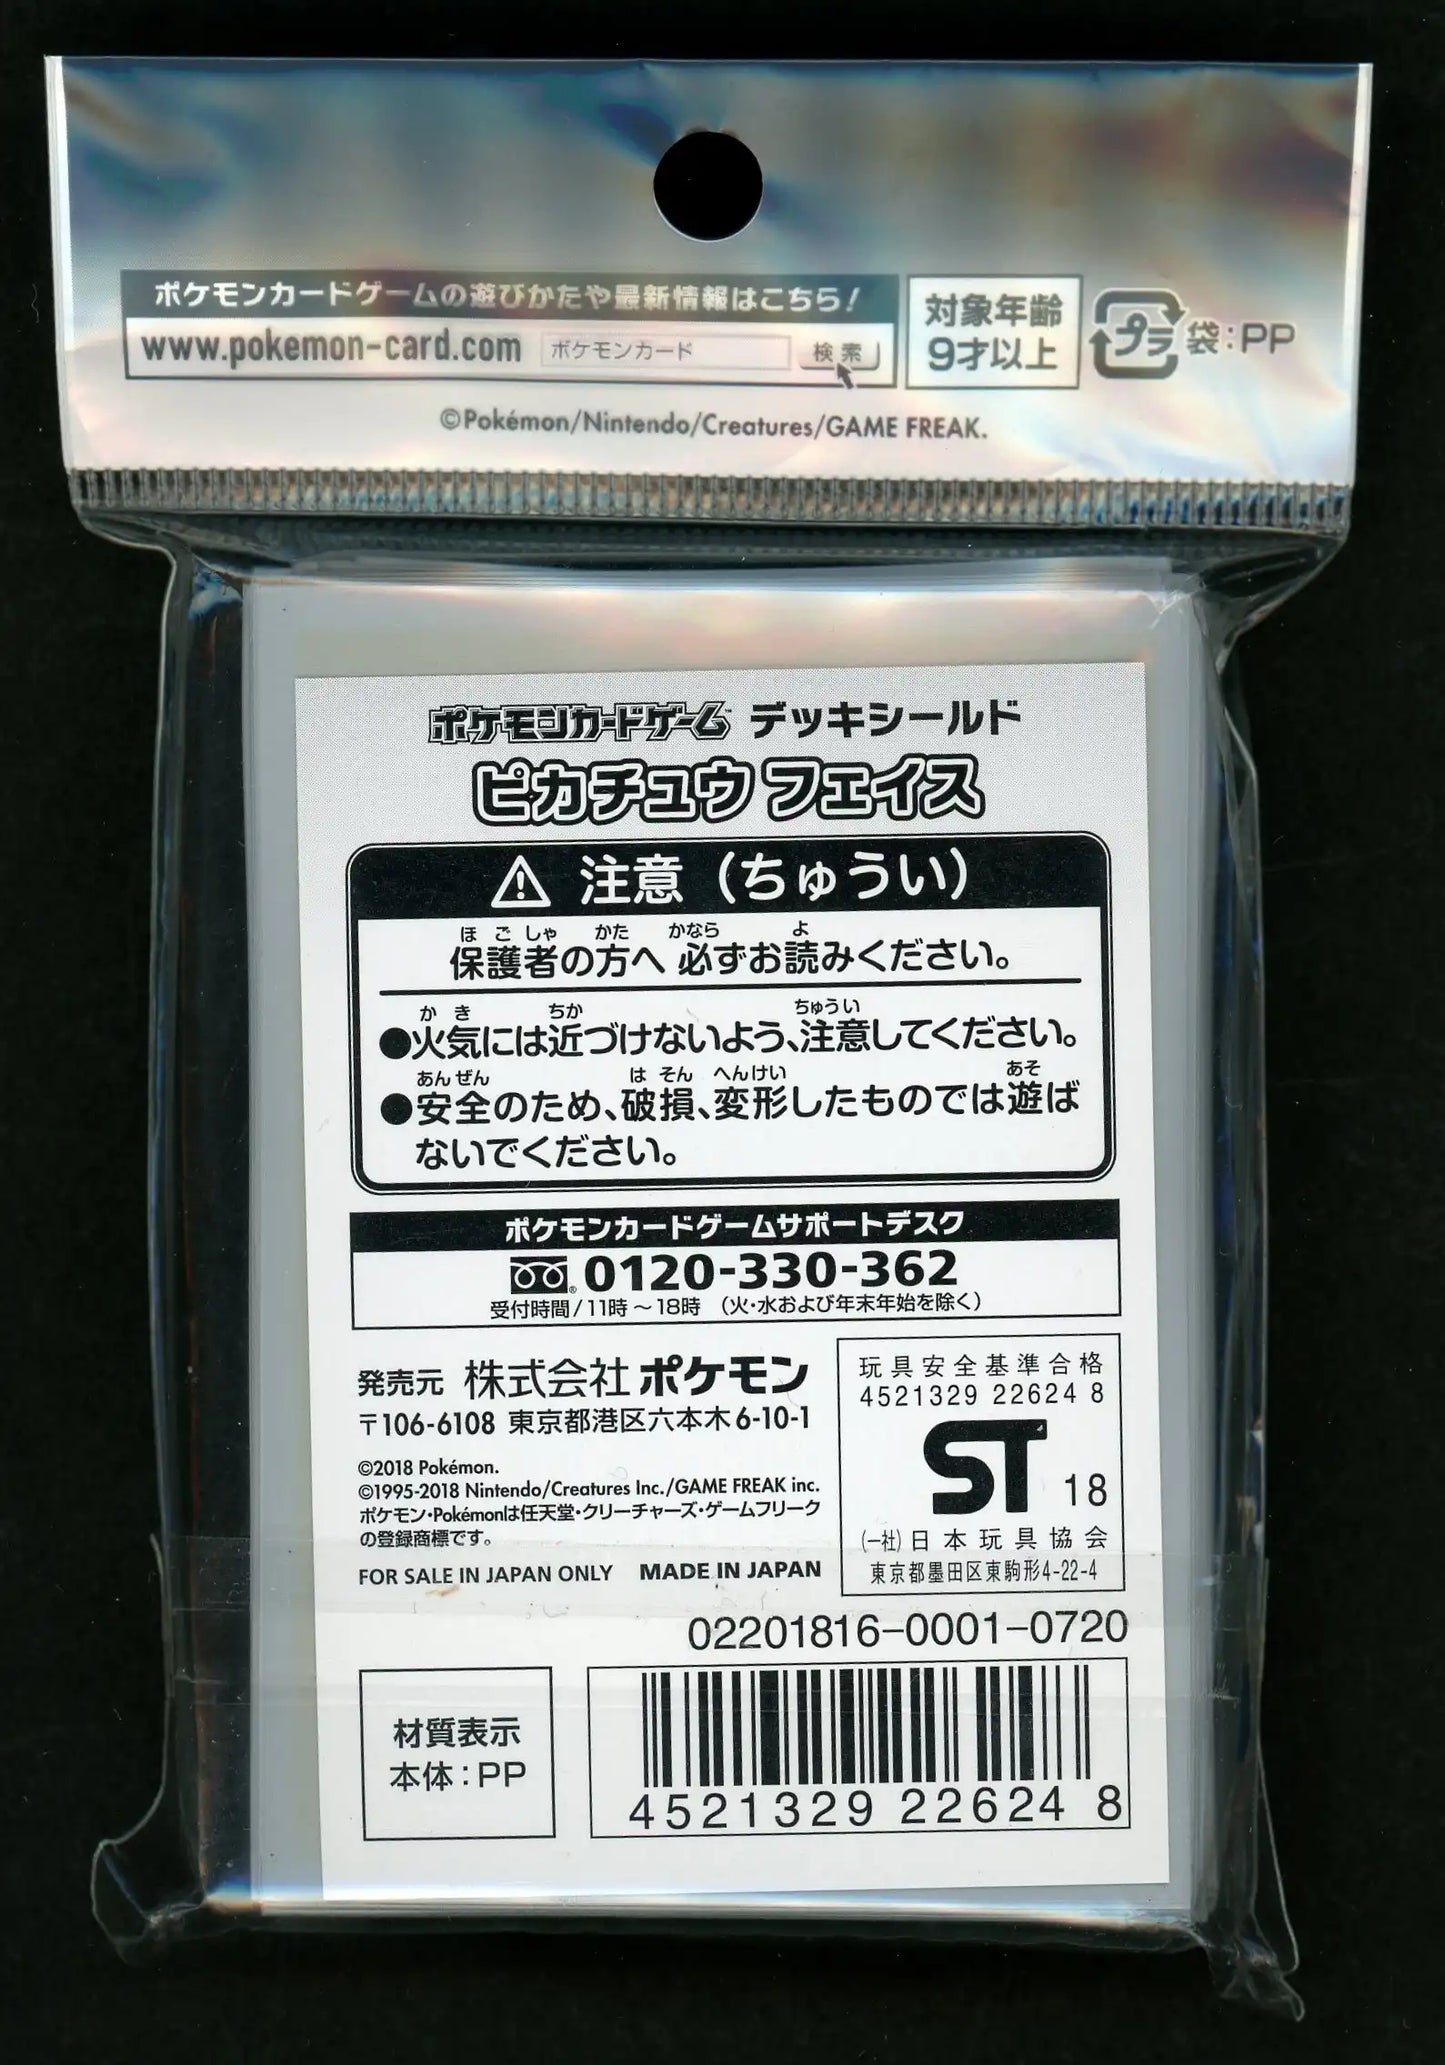 ポケモンカードゲームの遊びかたや最新情報はこちら!
www.pokemon-card.com ポケモンカード 検索
対象年齢
9才以上
プラ 袋:PP
©Pokémon/Nintendo/Creatures/GAME FREAK.
ポケモンカードゲーム デッキシールド
ピカチュウ フェイス
注意(ちゅうい)
ほごしゃ かた かなら よ
保護者の方へ 必ずお読みください。
かき ちか ちゅうい
●火気には近づけないよう、注意してください。
あんぜん はそん へんけい あそ
●安全のため、破損、変形したものでは遊ば
ないでください。
ポケモンカードゲームサポートデスク
0120-330-362
受付時間/11時~18時 (火・水および年末年始を除く)
発売元 株式会社ポケモン
〒106-6108 東京都港区六本木6-10-1
©2018 Pokémon.
©1995-2018 Nintendo/Creatures Inc./GAME FREAK inc.
ポケモン・Pokémonは任天堂・クリーチャーズ・ゲームフリーク
の登録商標です。
FOR SALE IN JAPAN ONLY MADE IN JAPAN
玩具安全基準合格
4521329 22624 8
ST 18
(一社)日本玩具協会
東京都墨田区東駒形4-22-4
02201816-0001-0720
材質表示
本体:PP
4521329 22624 8